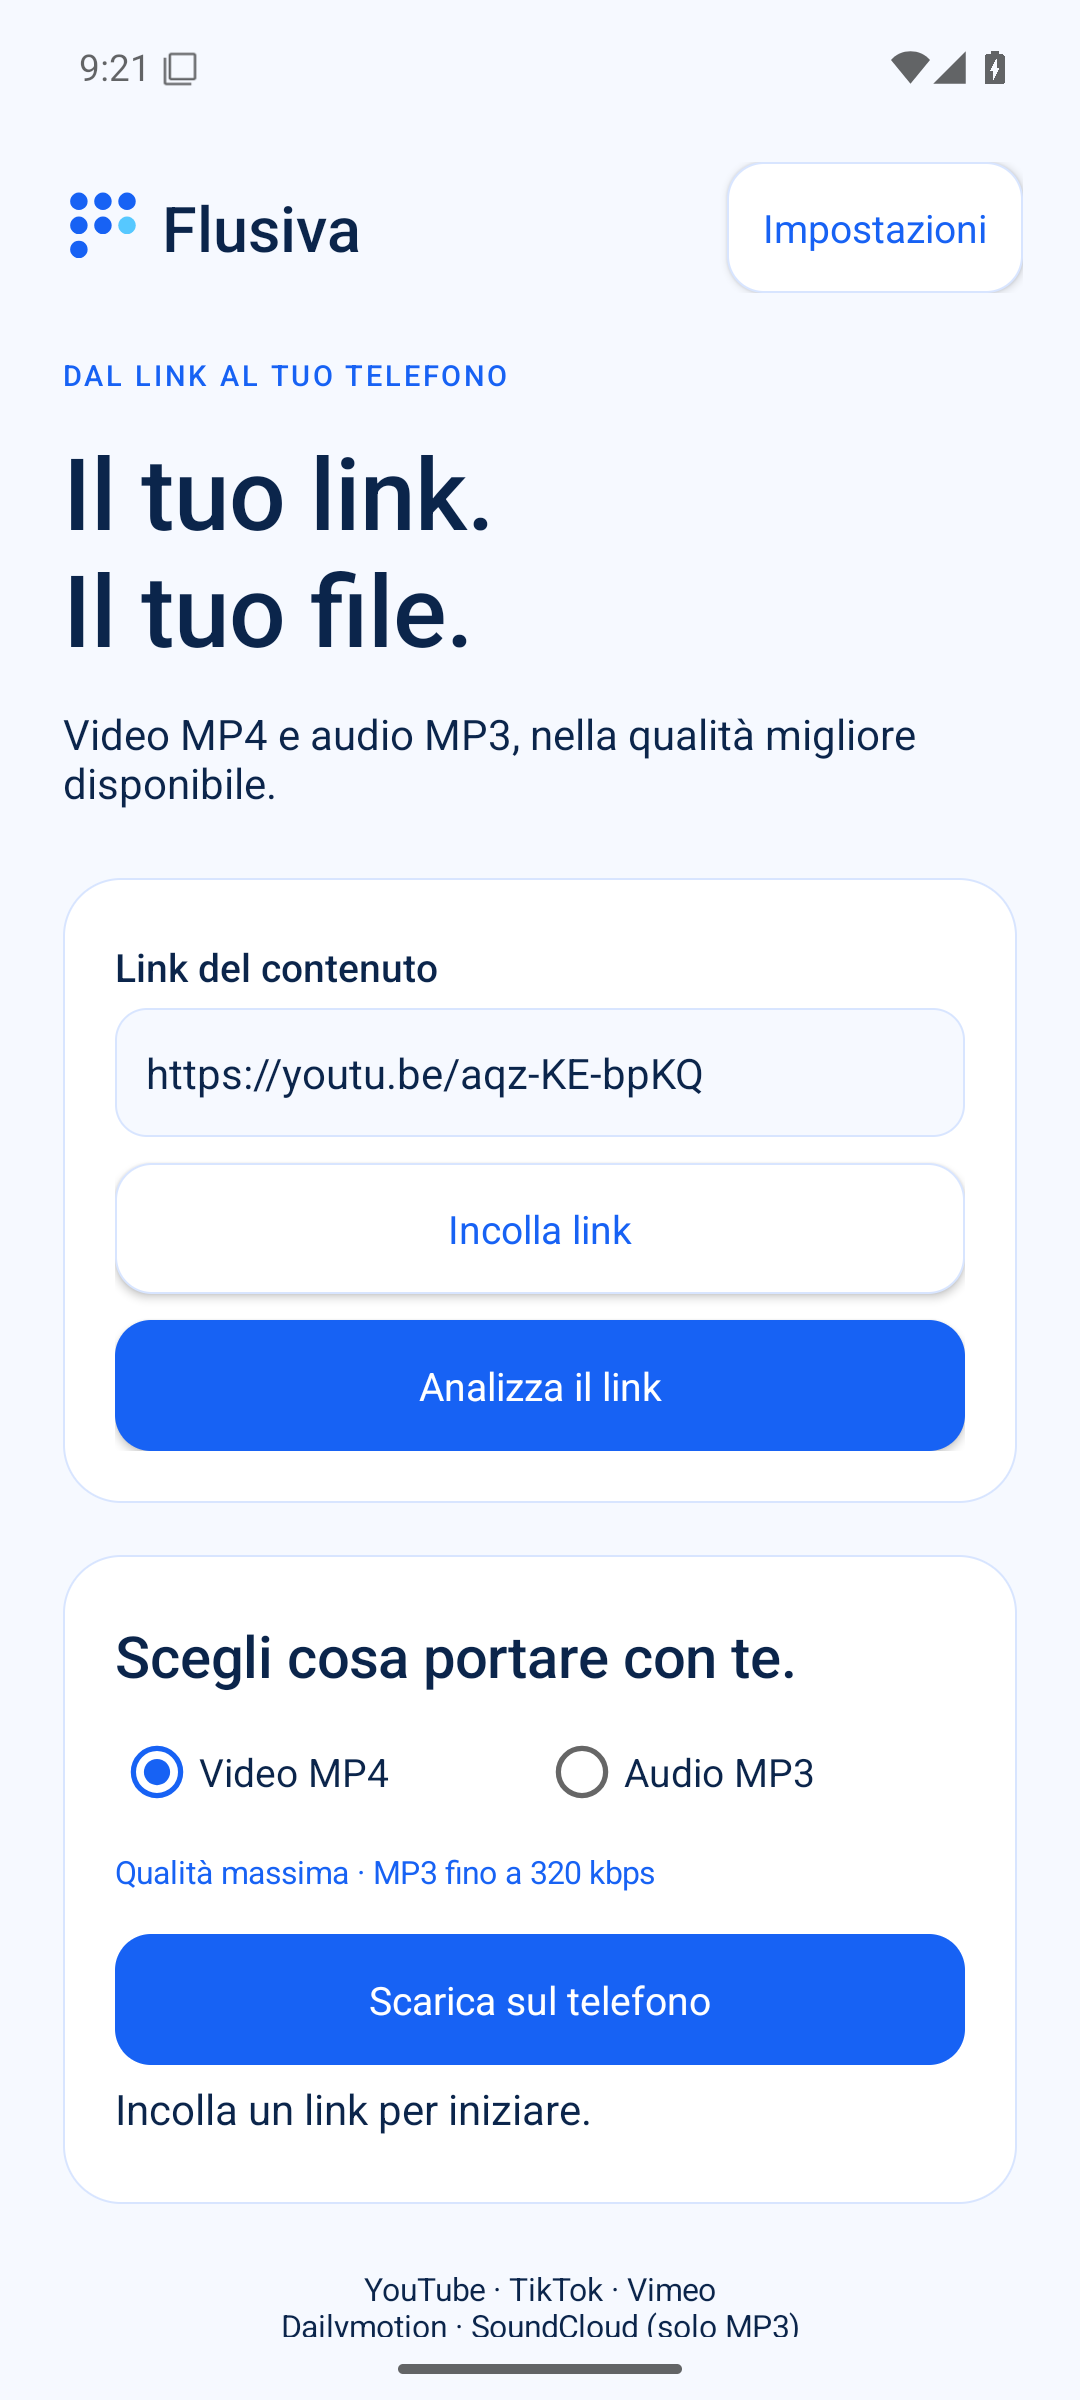 9:21
Flusiva
Impostazioni
DAL LINK AL TUO TELEFONO
Il tuo link.
Il tuo file.
Video MP4 e audio MP3, nella qualità migliore
disponibile.
Link del contenuto
https://youtu.be/aqz-KE-bpKQ
Incolla link
Analizza il link
Scegli cosa portare con te.
Video MP4
Audio MP3
Qualità massima · MP3 fino a 320 kbps
Scarica sul telefono
Incolla un link per iniziare.
YouTube · TikTok · Vimeo
Dailymotion · SoundCloud (solo MP3)